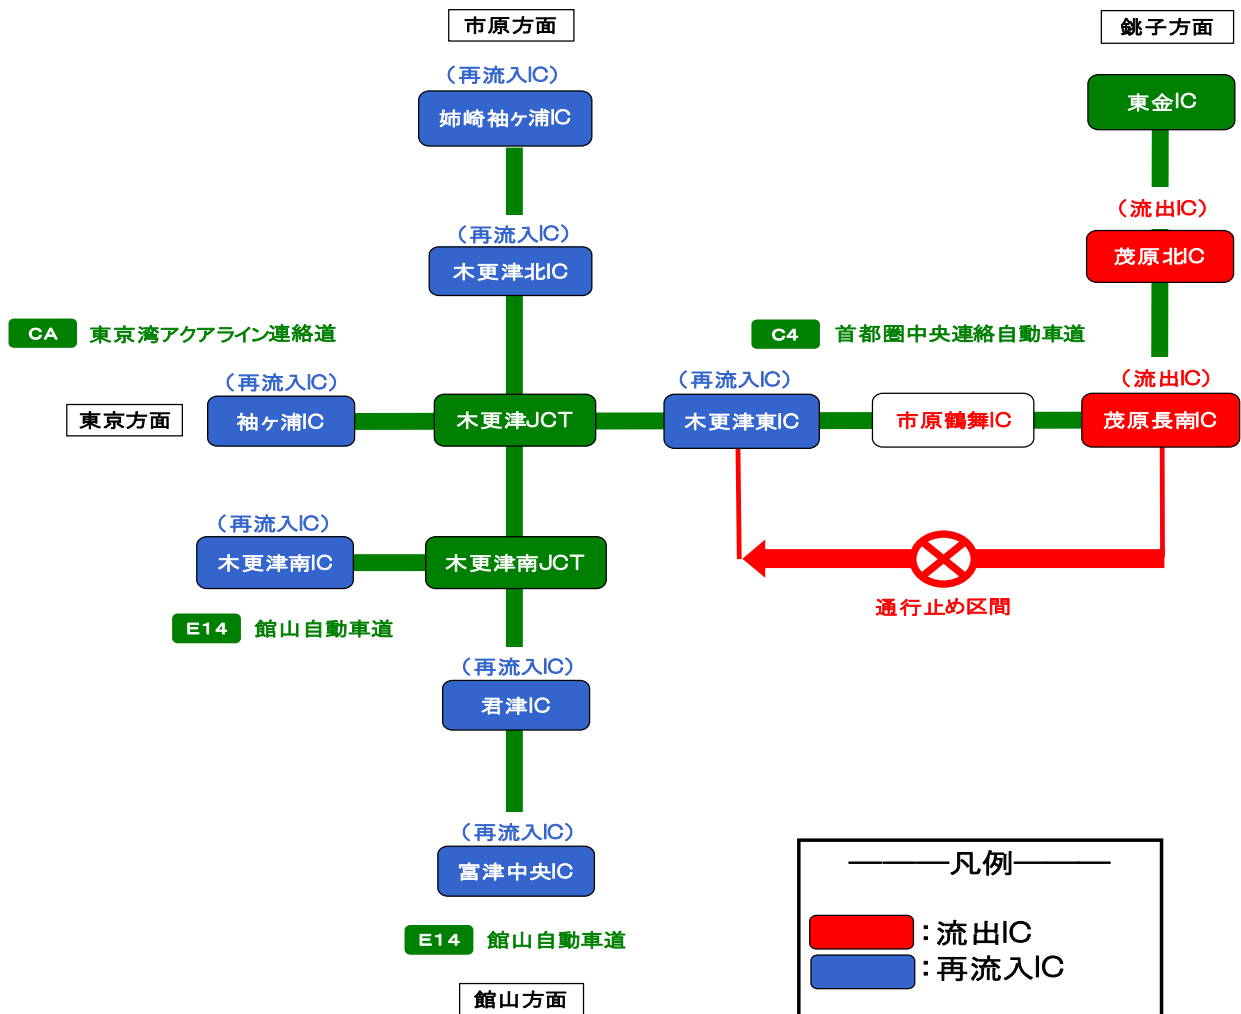 市原方面
銚子方面
(再流入IC)
姉崎袖ヶ浦IC
東金IC
(流出IC)
茂原北IC
(再流入IC)
木更津北IC
CA 東京湾アクアライン連絡道
C4 首都圏中央連絡自動車道
(再流入IC)
(再流入IC)
(流出IC)
東京方面
袖ヶ浦IC
木更津JCT
木更津東IC
市原鶴舞IC
茂原長南IC
(再流入IC)
木更津南IC
木更津南JCT
通行止め区間
E14 館山自動車道
(再流入IC)
君津IC
(再流入IC)
富津中央IC
E14 館山自動車道
館山方面
————凡例————
:流出IC
:再流入IC